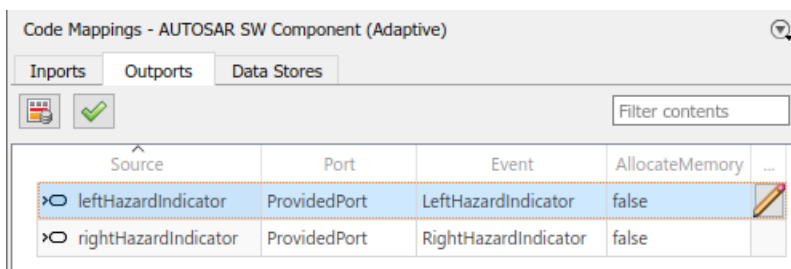 Code Mappings - AUTOSAR SW Component (Adaptive)
Inports Outports Data Stores
Filter contents
Source Port Event AllocateMemory ...
leftHazardIndicator ProvidedPort LeftHazardIndicator false
rightHazardIndicator ProvidedPort RightHazardIndicator false